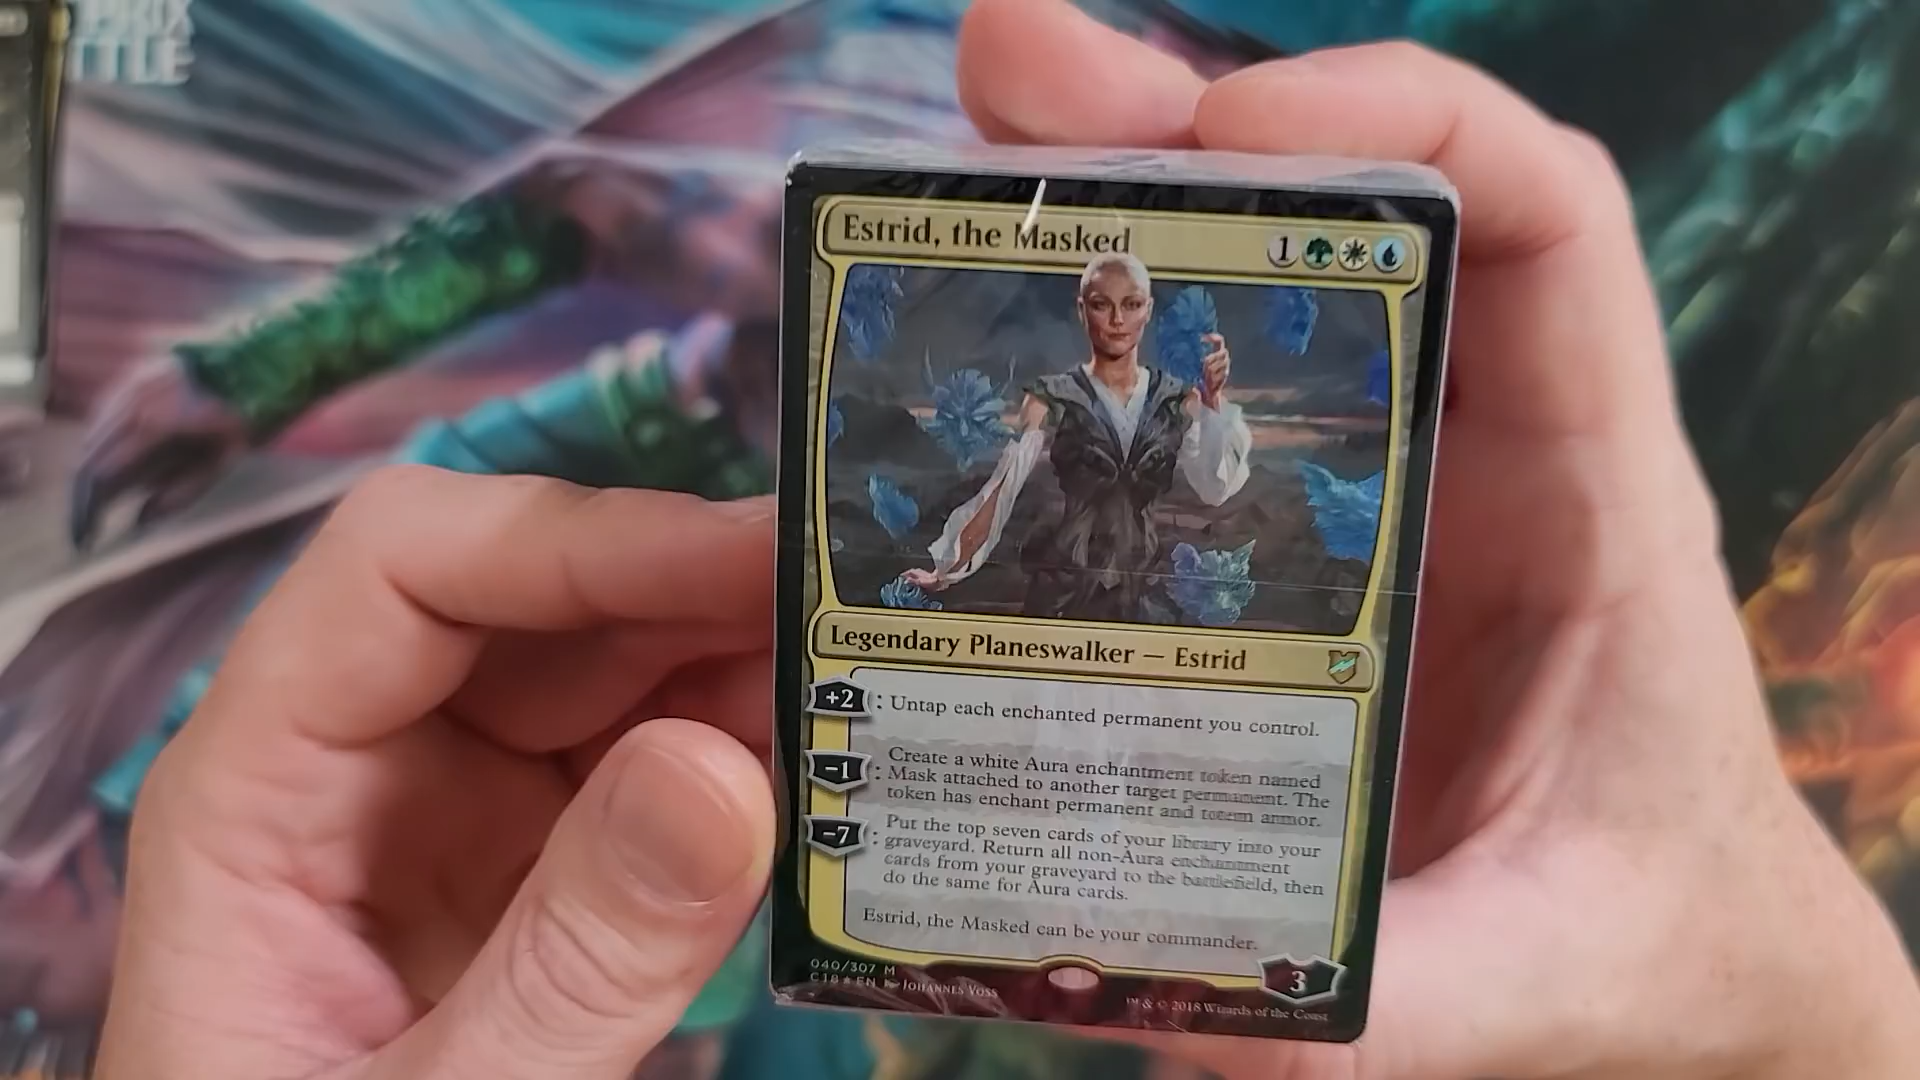 PRIX
TTLE
Estrid, the Masked
1
Legendary Planeswalker — Estrid
+2 : Untap each enchanted permanent you control.
Create a white Aura enchantment token named
−1 : Mask attached to another target permanent. The
token has enchant permanent and totem armor.
Put the top seven cards of your library into your
−7 : graveyard. Return all non-Aura enchantment
cards from your graveyard to the battlefield, then
do the same for Aura cards.
Estrid, the Masked can be your commander.
3
040/307 M
C18★EN Johannes Voss
™ & © 2018 Wizards of the Coast